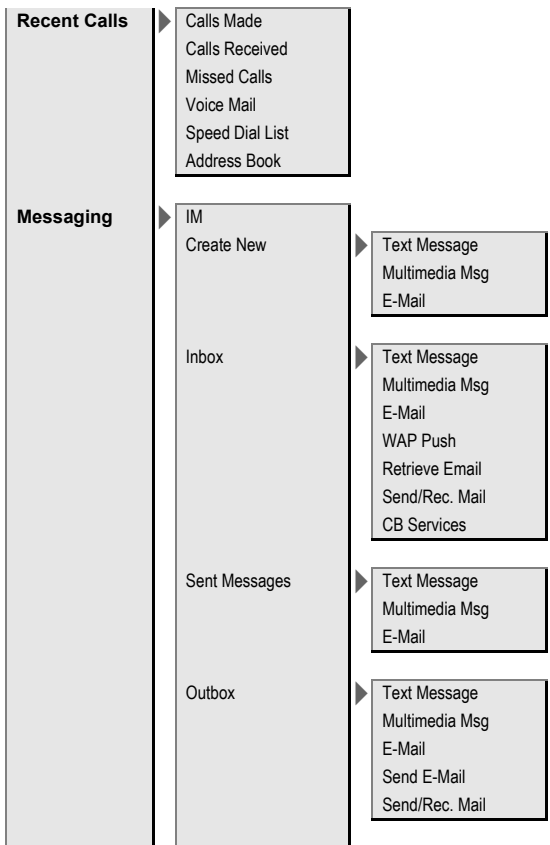 Recent Calls
Calls Made
Calls Received
Missed Calls
Voice Mail
Speed Dial List
Address Book
Messaging
IM
Create New
Text Message
Multimedia Msg
E-Mail
Inbox
Text Message
Multimedia Msg
E-Mail
WAP Push
Retrieve Email
Send/Rec. Mail
CB Services
Sent Messages
Text Message
Multimedia Msg
E-Mail
Outbox
Text Message
Multimedia Msg
E-Mail
Send E-Mail
Send/Rec. Mail